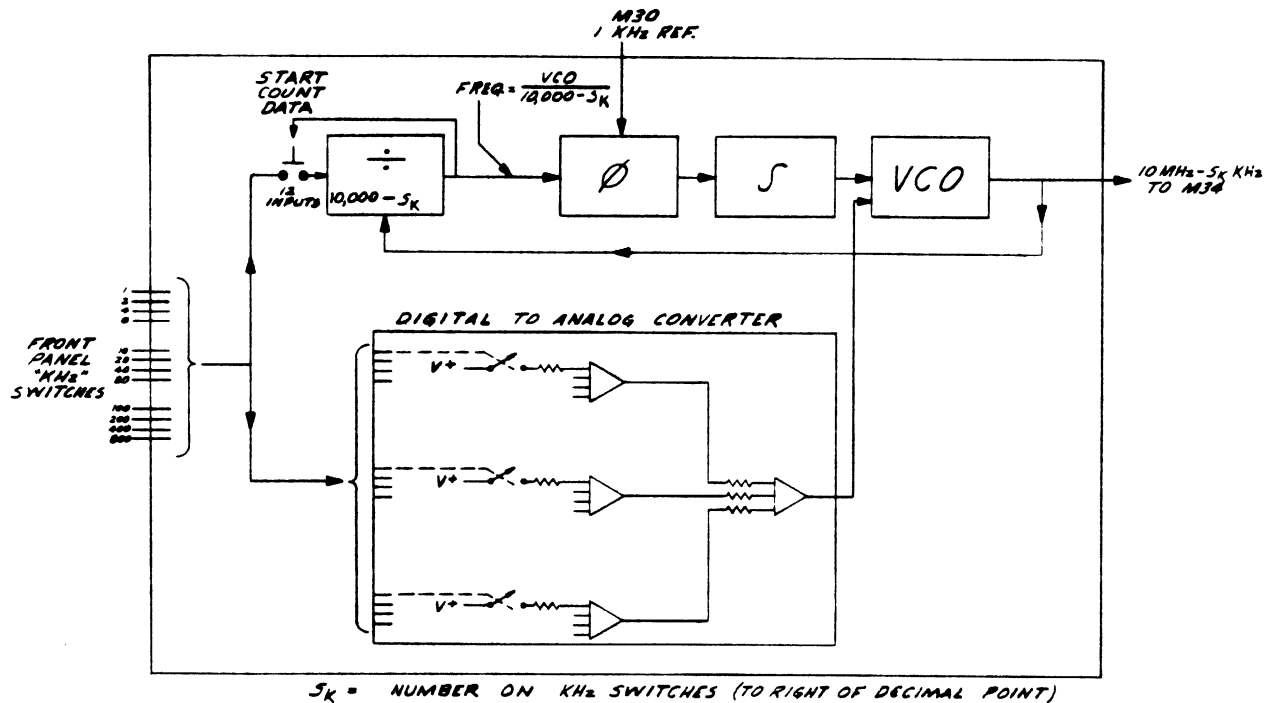 M30
1 KHz REF.
START
COUNT
DATA
FREQ. = VCO
10,000 - SK
÷
10,000 - SK
12
INPUTS
Ø
∫
VCO
10 MHz - SK KHz
TO M34
1
2
4
8
10
20
40
80
100
200
400
800
FRONT
PANEL
"KHz"
SWITCHES
DIGITAL TO ANALOG CONVERTER
V+
V+
V+
SK = NUMBER ON KHz SWITCHES (TO RIGHT OF DECIMAL POINT)